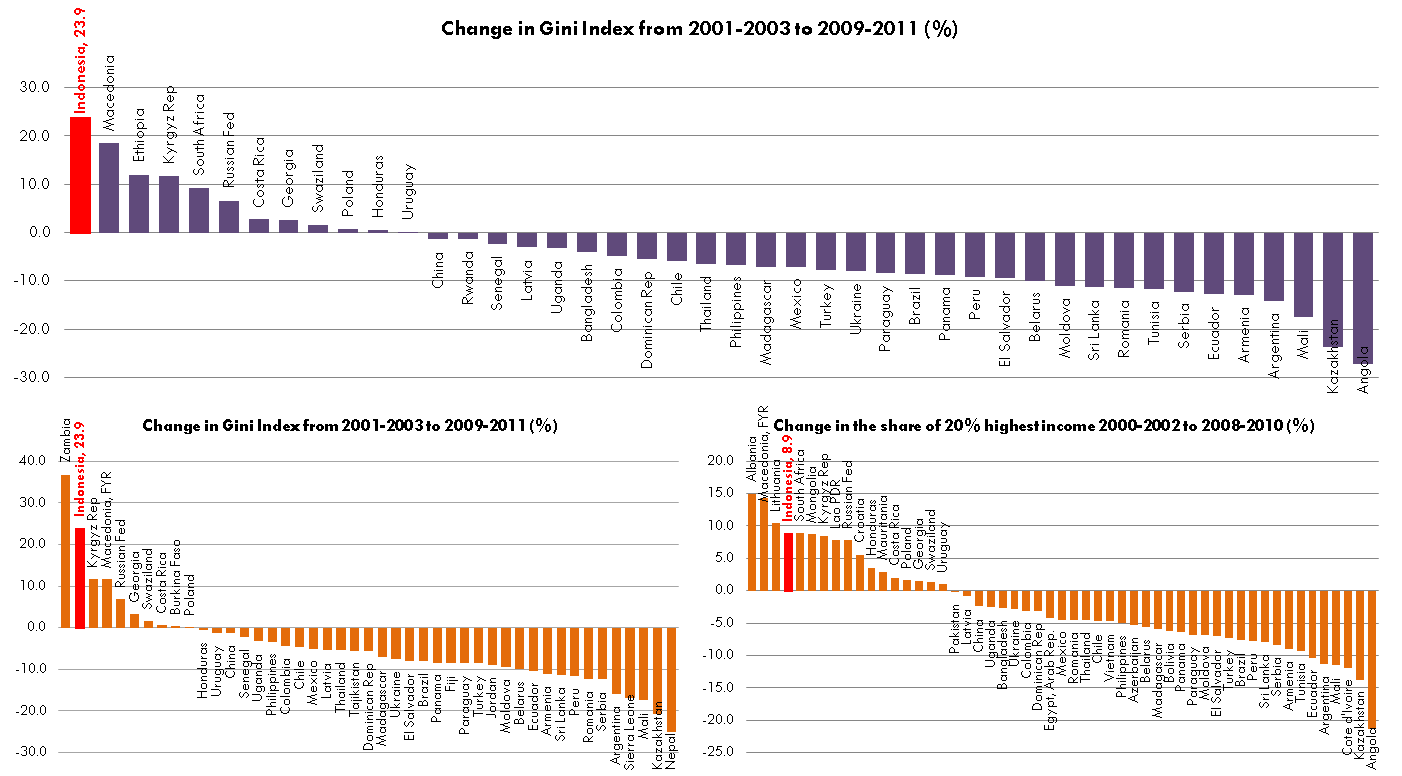 Change in Gini Index from 2001-2003 to 2009-2011 (%)
30.0
20.0
10.0
0.0
-10.0
-20.0
-30.0
Indonesia, 23.9
Macedonia
Ethiopia
Kyrgyz Rep
South Africa
Russian Fed
Costa Rica
Georgia
Swaziland
Poland
Honduras
Uruguay
China
Rwanda
Senegal
Latvia
Uganda
Bangladesh
Colombia
Dominican Rep
Chile
Thailand
Philippines
Madagascar
Mexico
Turkey
Ukraine
Paraguay
Brazil
Panama
Peru
El Salvador
Belarus
Moldova
Sri Lanka
Romania
Tunisia
Serbia
Ecuador
Armenia
Argentina
Mali
Kazakhstan
Angola
Change in Gini Index from 2001-2003 to 2009-2011 (%)
40.0
30.0
20.0
10.0
0.0
-10.0
-20.0
-30.0
Zambia
Indonesia, 23.9
Kyrgyz Rep
Macedonia, FYR
Russian Fed
Georgia
Swaziland
Costa Rica
Burkina Faso
Poland
Honduras
Uruguay
China
Senegal
Uganda
Philippines
Colombia
Chile
Mexico
Latvia
Thailand
Tajikistan
Dominican Rep
Madagascar
Ukraine
El Salvador
Brazil
Panama
Fiji
Paraguay
Turkey
Jordan
Moldova
Belarus
Ecuador
Armenia
Sri Lanka
Peru
Romania
Serbia
Argentina
Sierra Leone
Mali
Kazakhstan
Nepal
Change in the share of 20% highest income 2000-2002 to 2008-2010 (%)
20.0
15.0
10.0
5.0
0.0
-5.0
-10.0
-15.0
-20.0
-25.0
Albania
Macedonia, FYR
Lithuania
Indonesia, 8.9
South Africa
Mongolia
Kyrgyz Rep
Lao PDR
Russian Fed
Croatia
Honduras
Mauritania
Costa Rica
Poland
Georgia
Swaziland
Uruguay
Pakistan
Latvia
China
Uganda
Bangladesh
Ukraine
Colombia
Dominican Rep
Egypt, Arab Rep.
Mexico
Romania
Thailand
Chile
Vietnam
Philippines
Azerbaijan
Belarus
Madagascar
Bolivia
Panama
Paraguay
Moldova
El Salvador
Turkey
Brazil
Peru
Sri Lanka
Serbia
Armenia
Tunisia
Ecuador
Argentina
Mali
Cote d'Ivoire
Kazakhstan
Angola